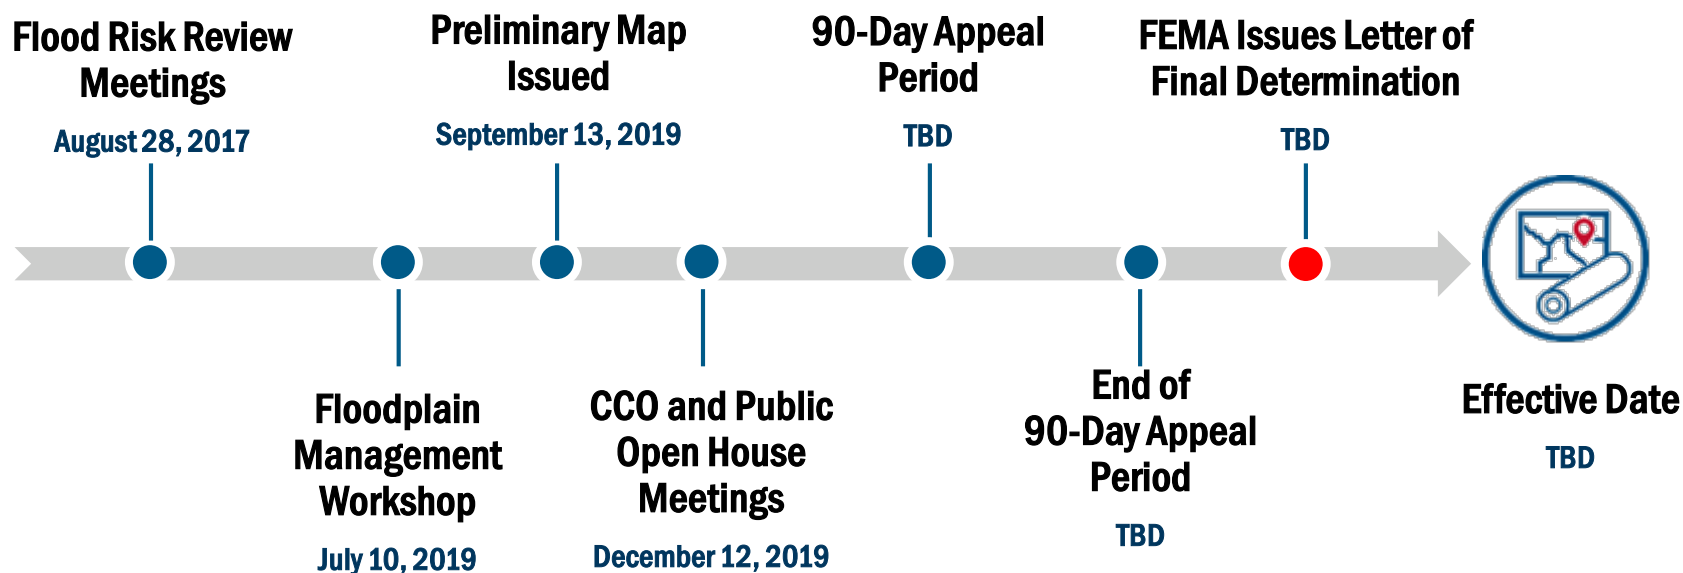 Flood Risk Review
Meetings
August 28, 2017
Floodplain
Management
Workshop
July 10, 2019
Preliminary Map
Issued
September 13, 2019
CCO and Public
Open House
Meetings
December 12, 2019
90-Day Appeal
Period
TBD
End of
90-Day Appeal
Period
TBD
FEMA Issues Letter of
Final Determination
TBD
Effective Date
TBD